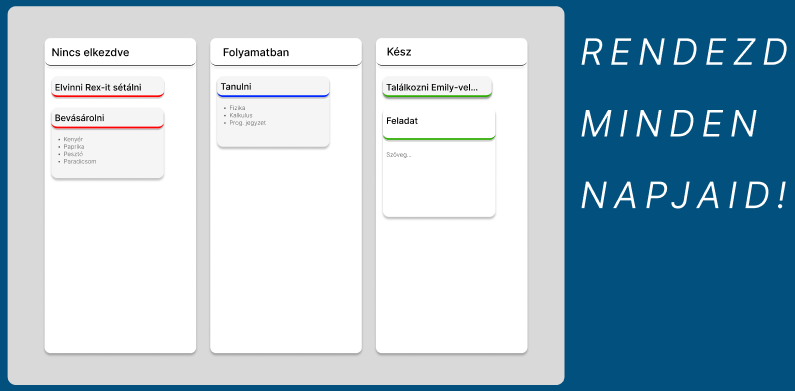 Nincs elkezdve
Elvinni Rex-it sétálni
Bevásárolni
• Kenyér
• Paprika
• Pesztó
• Paradicsom
Folyamatban
Tanulni
• Fizika
• Kalkulus
• Prog. jegyzet
Kész
Találkozni Emily-vel...
Feladat
Szöveg...
RENDEZD
MINDEN
NAPJAID!